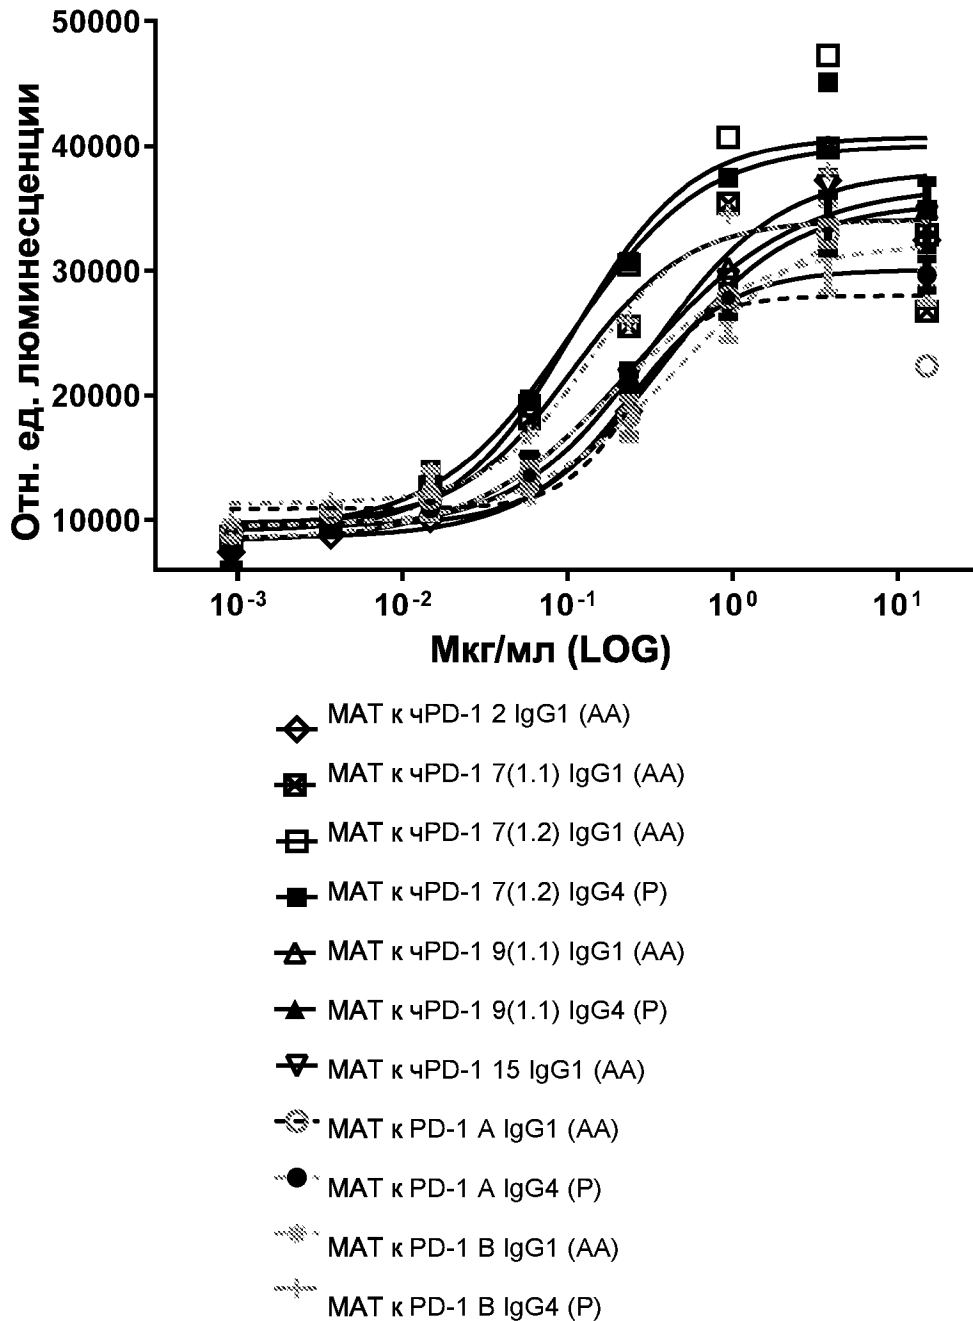 50000
40000
30000
20000
10000
Отн. ед. люминесценции
10-3 10-2 10-1 100 101
Мкг/мл (LOG)
МАТ к чPD-1 2 IgG1 (AA)
МАТ к чPD-1 7(1.1) IgG1 (AA)
МАТ к чPD-1 7(1.2) IgG1 (AA)
МАТ к чPD-1 7(1.2) IgG4 (P)
МАТ к чPD-1 9(1.1) IgG1 (AA)
МАТ к чPD-1 9(1.1) IgG4 (P)
МАТ к чPD-1 15 IgG1 (AA)
МАТ к PD-1 A IgG1 (AA)
МАТ к PD-1 A IgG4 (P)
МАТ к PD-1 B IgG1 (AA)
МАТ к PD-1 B IgG4 (P)